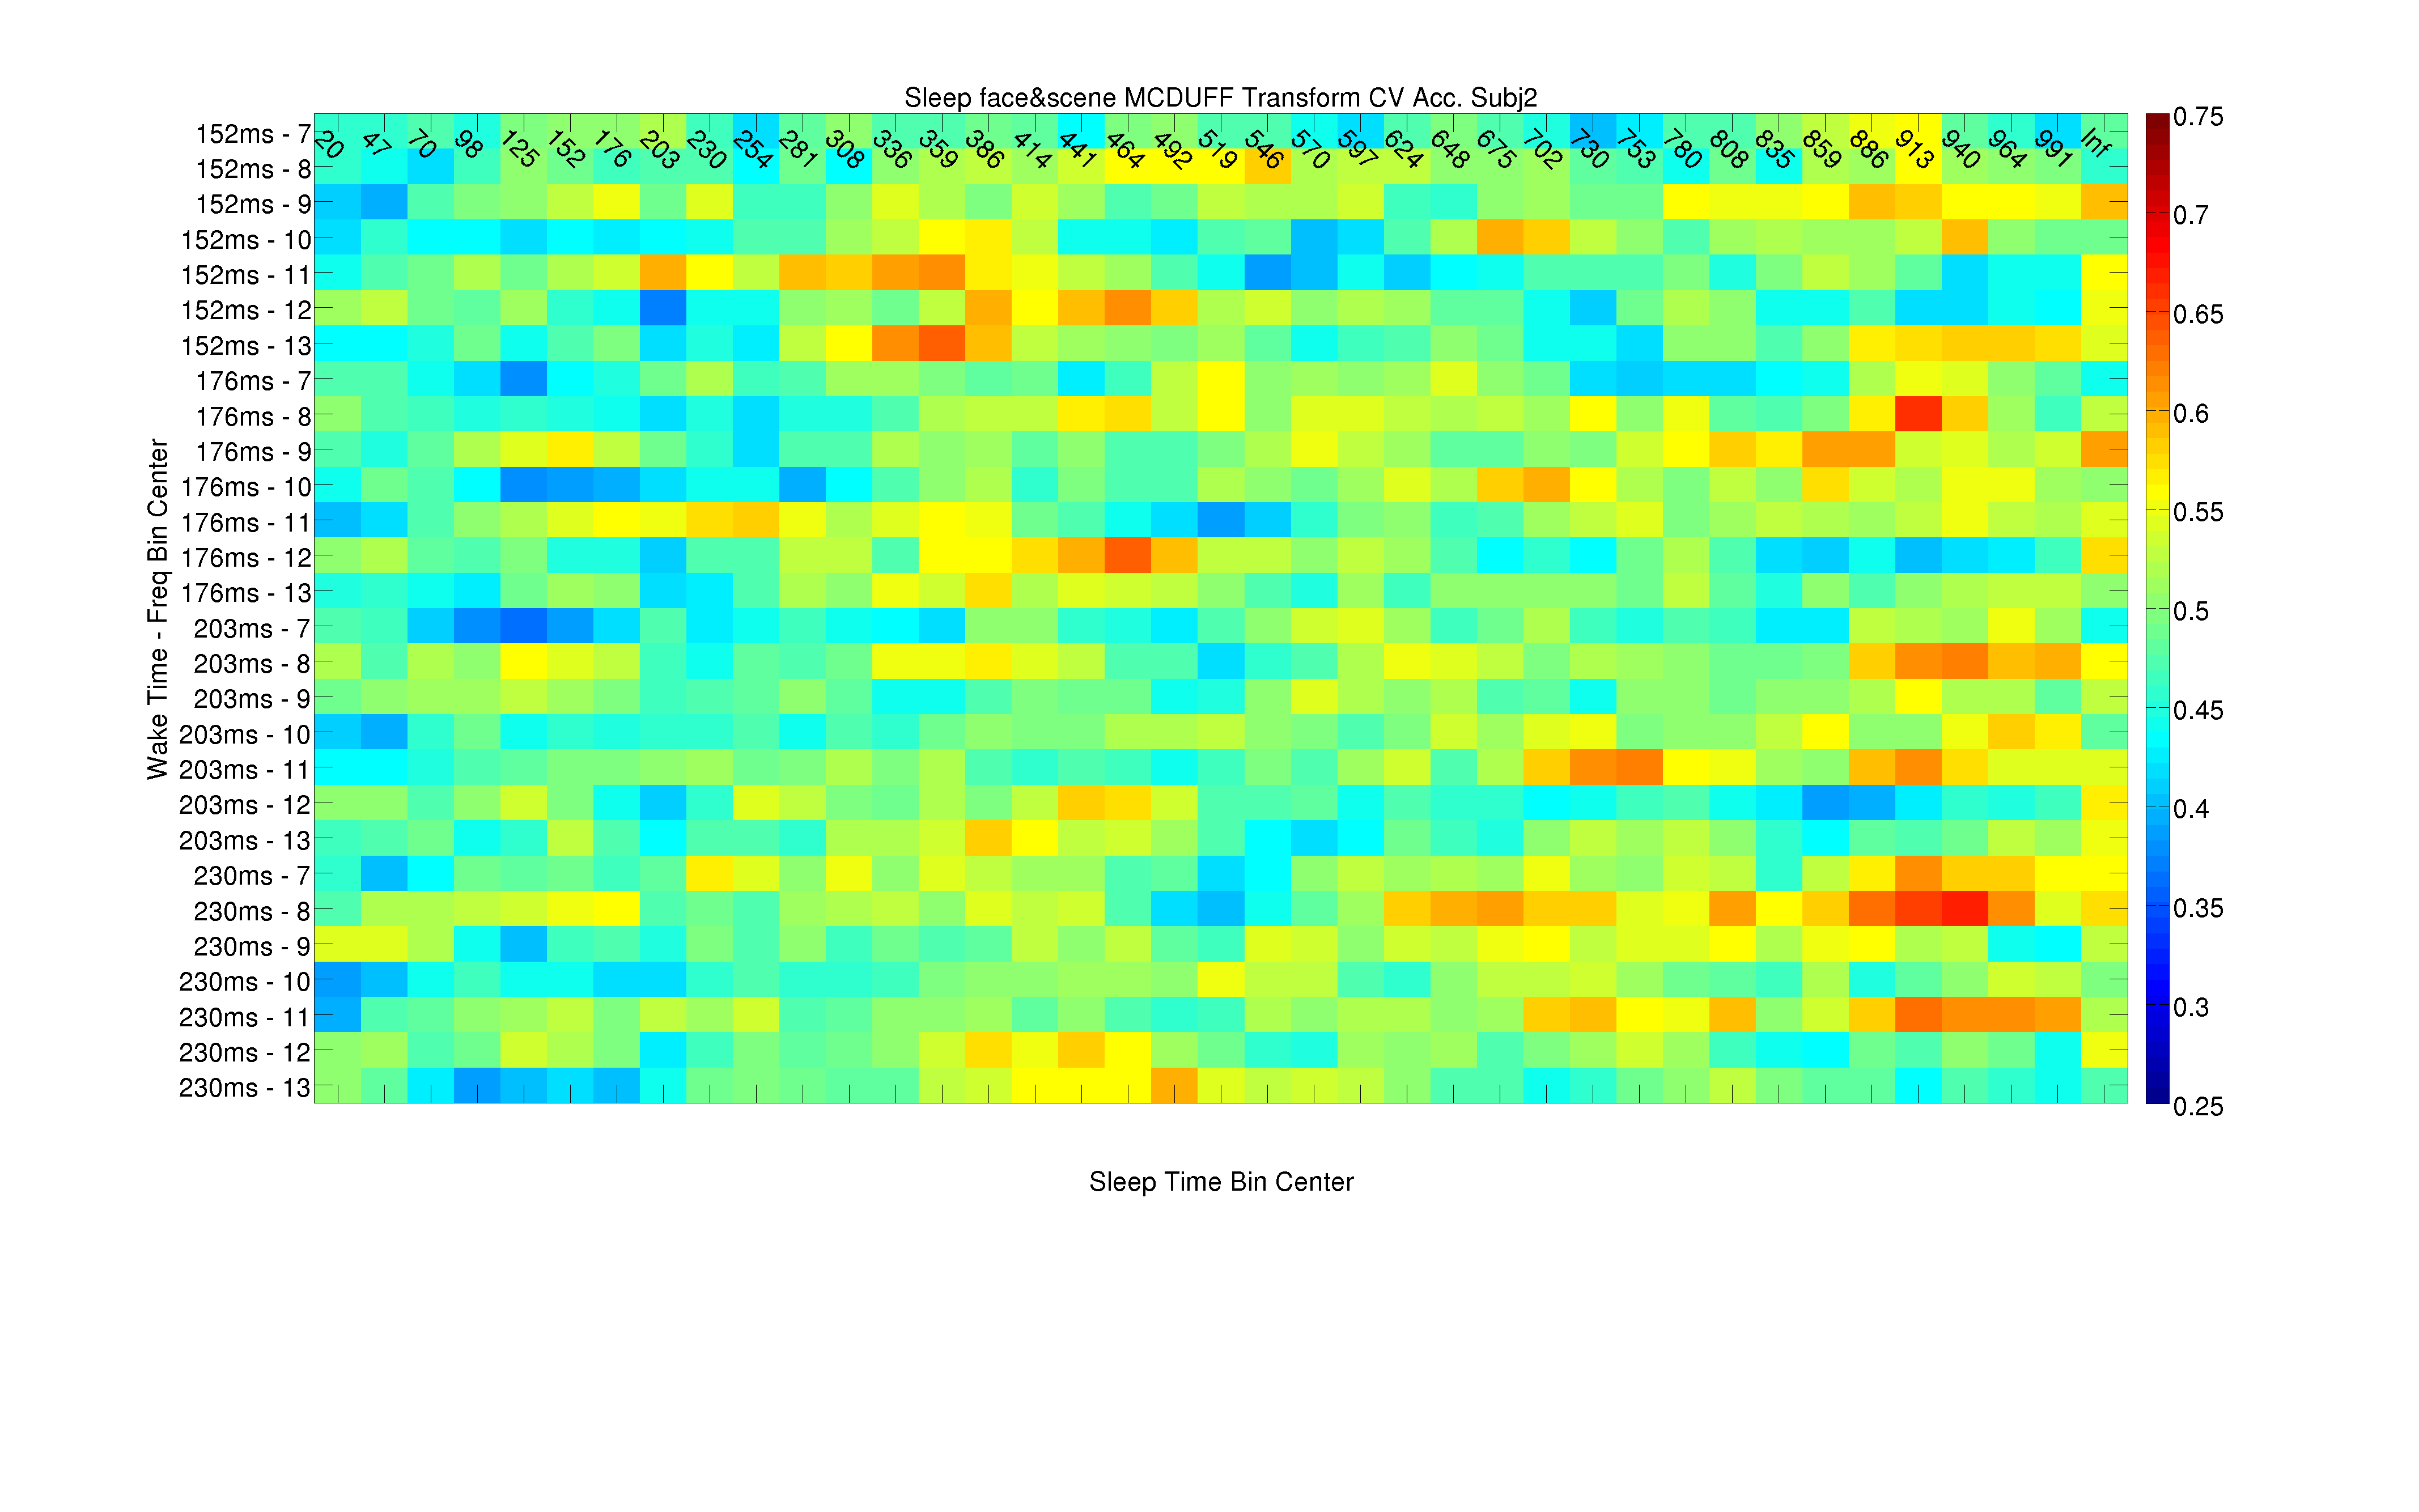 Sleep face&scene MCDUFF Transform CV Acc. Subj2
Wake Time - Freq Bin Center
152ms - 7
152ms - 8
152ms - 9
152ms - 10
152ms - 11
152ms - 12
152ms - 13
176ms - 7
176ms - 8
176ms - 9
176ms - 10
176ms - 11
176ms - 12
176ms - 13
203ms - 7
203ms - 8
203ms - 9
203ms - 10
203ms - 11
203ms - 12
203ms - 13
230ms - 7
230ms - 8
230ms - 9
230ms - 10
230ms - 11
230ms - 12
230ms - 13
20 47 70 98 125 152 176 203 230 254 281 308 336 359 386 414 441 464 492 519 546 570 597 624 648 675 702 730 753 780 808 835 859 886 913 940 964 991 Inf
0.75
0.7
0.65
0.6
0.55
0.5
0.45
0.4
0.35
0.3
0.25
Sleep Time Bin Center